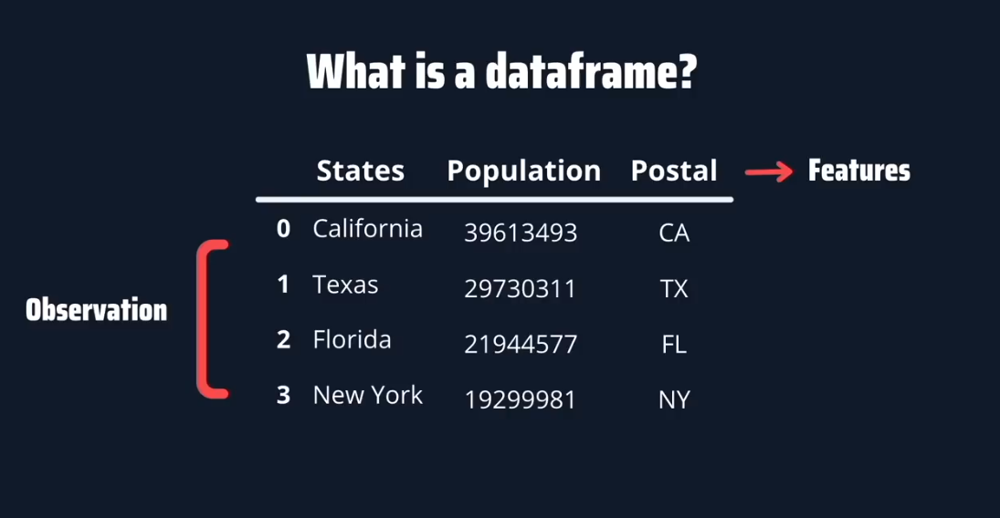 What is a dataframe?
States Population Postal Features
0 California 39613493 CA
1 Texas 29730311 TX
Observation
2 Florida 21944577 FL
3 New York 19299981 NY